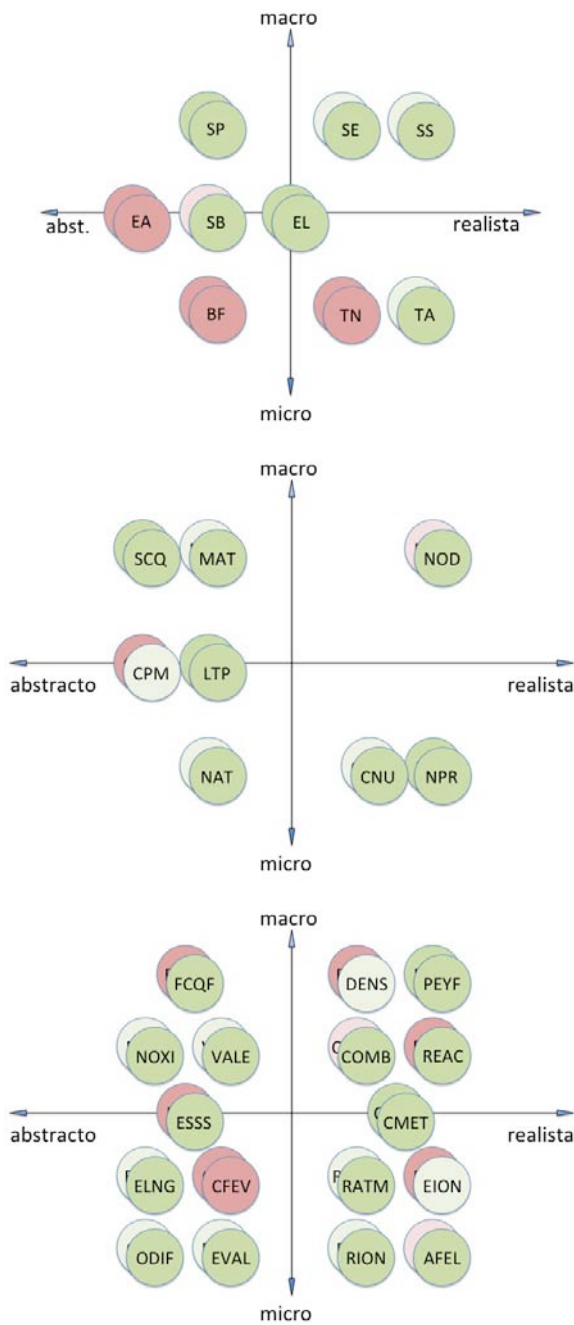 macro
SP SE SS
abst. EA SB EL realista
BF TN TA
micro
macro
SCQ MAT NOD
CPM LTP
abstracto realista
NAT CNU NPR
micro
macro
FCQF DENS PEYF
NOXI VALE COMB REAC
abstracto ESSS CMET realista
ELNG CFEV RATM EION
ODIF EVAL RION AFEL
micro